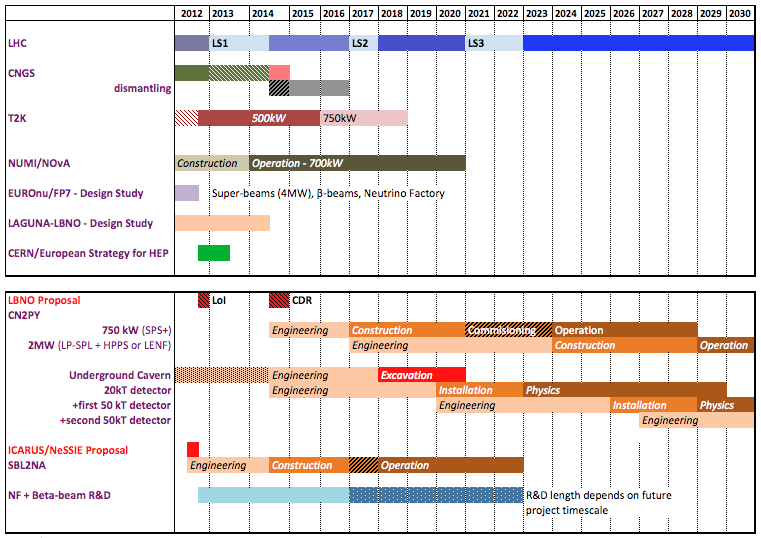 2012 2013 2014 2015 2016 2017 2018 2019 2020 2021 2022 2023 2024 2025 2026 2027 2028 2029 2030
LHC LS1 LS2 LS3
CNGS
dismantling
T2K 500kW 750kW
NUMI/NOvA Construction Operation - 700kW
EUROnu/FP7 - Design Study Super-beams (4MW), β-beams, Neutrino Factory
LAGUNA-LBNO - Design Study
CERN/European Strategy for HEP
LBNO Proposal LoI CDR
CN2PY
750 kW (SPS+) Engineering Construction Commisioning Operation
2MW (LP-SPL + HPPS or LENF) Engineering Construction Operation
Underground Cavern Engineering Excavation
20kT detector Engineering Installation Physics
+first 50 kT detector Engineering Installation Physics
+second 50kT detector Engineering
ICARUS/NeSSIE Proposal
SBL2NA Engineering Construction Operation
NF + Beta-beam R&D R&D length depends on future
project timescale